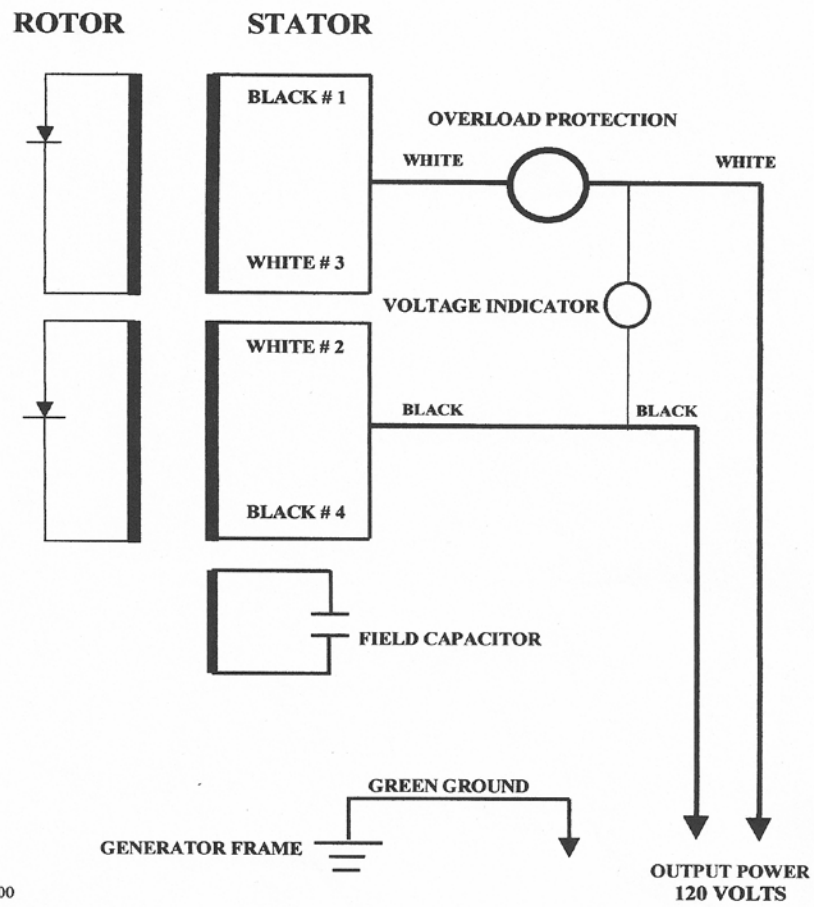 ROTOR
STATOR
BLACK # 1
OVERLOAD PROTECTION
WHITE
WHITE
WHITE # 3
VOLTAGE INDICATOR
WHITE # 2
BLACK
BLACK
BLACK # 4
FIELD CAPACITOR
GREEN GROUND
GENERATOR FRAME
OUTPUT POWER
120 VOLTS
00